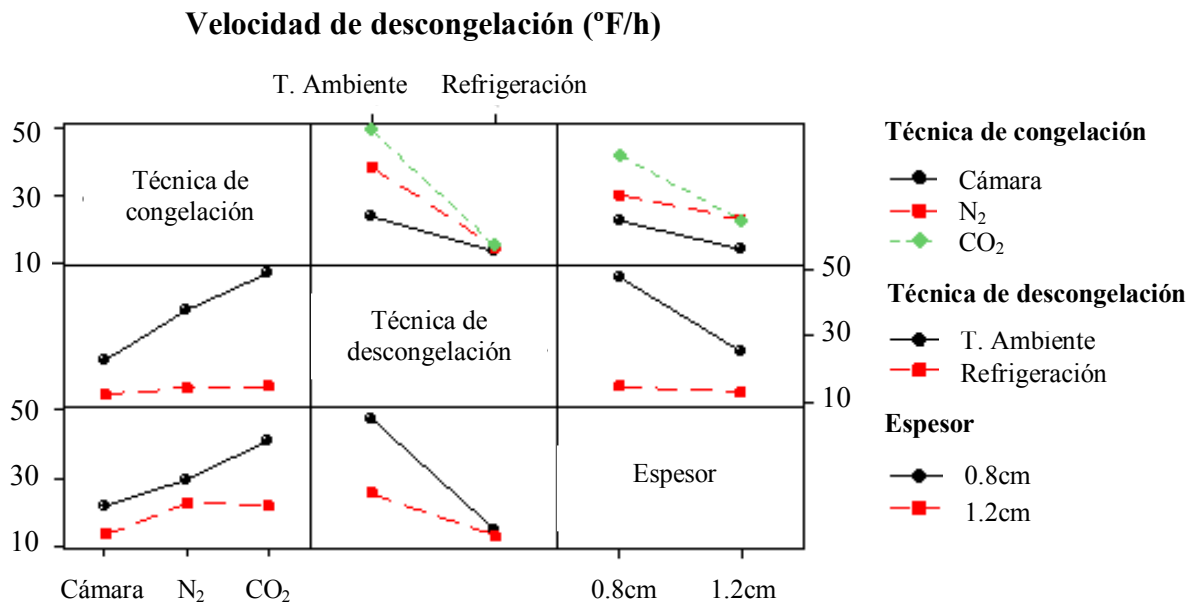 Velocidad de descongelación (ºF/h)
T. Ambiente Refrigeración
50
30
10
Técnica de
congelación
Técnica de
descongelación
50
30
10
50
30
10
Espesor
Cámara N₂ CO₂
0.8cm 1.2cm
Técnica de congelación
Cámara
N₂
CO₂
Técnica de descongelación
T. Ambiente
Refrigeración
Espesor
0.8cm
1.2cm